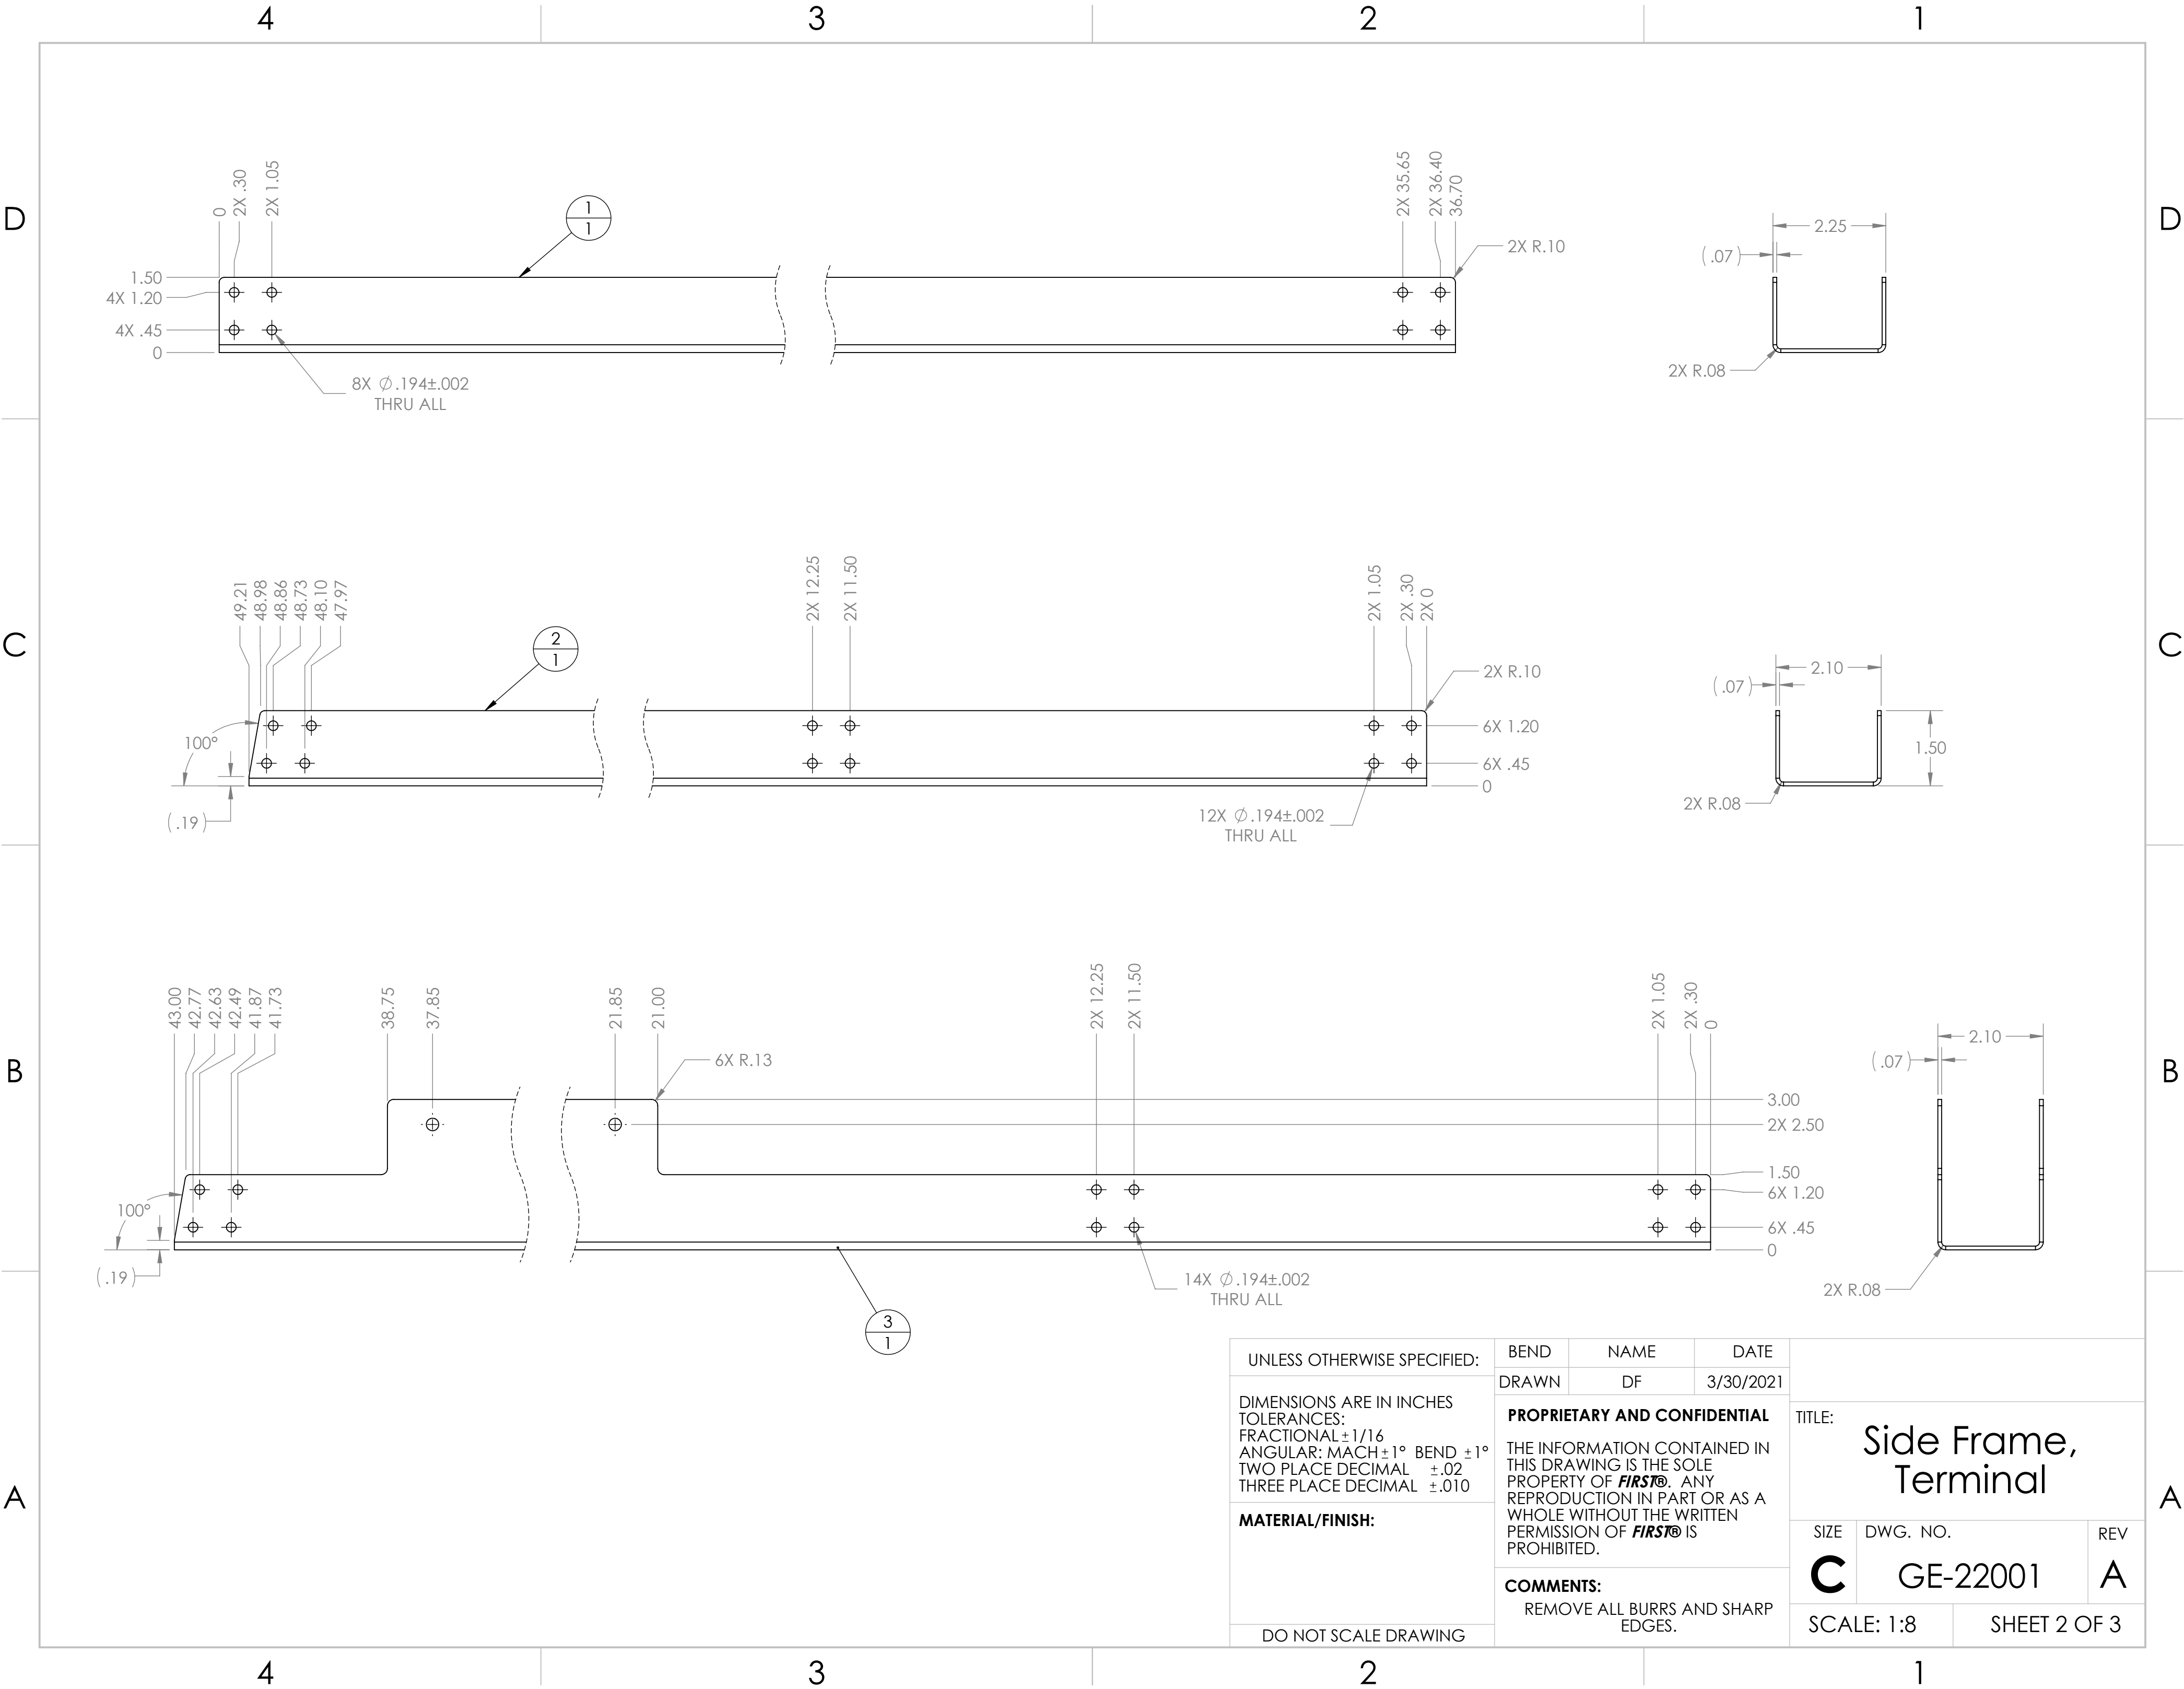 4
3
2
1
D
D
0
2X .30
2X 1.05
1
1
2X 35.65
2X 36.40
36.70
2X R.10
1.50
4X 1.20
4X .45
0
8X ∅.194±.002
THRU ALL
2.25
(.07)
2X R.08
C
C
49.21
48.98
48.86
48.73
48.10
47.97
2
1
2X 12.25
2X 11.50
2X 1.05
2X .30
2X 0
2X R.10
6X 1.20
6X .45
0
100°
(.19)
12X ∅.194±.002
THRU ALL
2.10
(.07)
1.50
2X R.08
B
B
43.00
42.77
42.63
42.49
41.87
41.73
38.75
37.85
21.85
21.00
6X R.13
2X 12.25
2X 11.50
2X 1.05
2X .30
0
3.00
2X 2.50
1.50
6X 1.20
6X .45
0
100°
(.19)
14X ∅.194±.002
THRU ALL
3
1
2.10
(.07)
2X R.08
A
A
UNLESS OTHERWISE SPECIFIED:
DIMENSIONS ARE IN INCHES
TOLERANCES:
FRACTIONAL±1/16
ANGULAR: MACH±1° BEND ±1°
TWO PLACE DECIMAL ±.02
THREE PLACE DECIMAL ±.010
MATERIAL/FINISH:
DO NOT SCALE DRAWING
BEND NAME DATE
DRAWN DF 3/30/2021
PROPRIETARY AND CONFIDENTIAL
THE INFORMATION CONTAINED IN
THIS DRAWING IS THE SOLE
PROPERTY OF FIRST®. ANY
REPRODUCTION IN PART OR AS A
WHOLE WITHOUT THE WRITTEN
PERMISSION OF FIRST® IS
PROHIBITED.
COMMENTS:
REMOVE ALL BURRS AND SHARP
EDGES.
TITLE:
Side Frame,
Terminal
SIZE DWG. NO. REV
C GE-22001 A
SCALE: 1:8 SHEET 2 OF 3
4
3
2
1